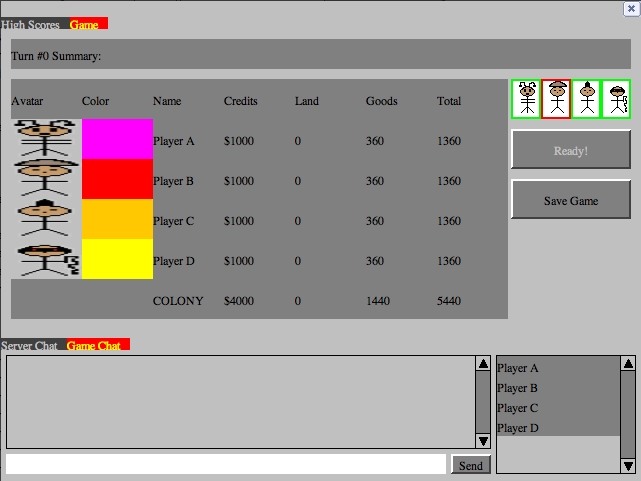 High Scores Game
Turn #0 Summary:
Avatar Color Name Credits Land Goods Total
Player A $1000 0 360 1360
Player B $1000 0 360 1360
Player C $1000 0 360 1360
Player D $1000 0 360 1360
COLONY $4000 0 1440 5440
Ready!
Save Game
Server Chat Game Chat
Player A
Player B
Player C
Player D
Send